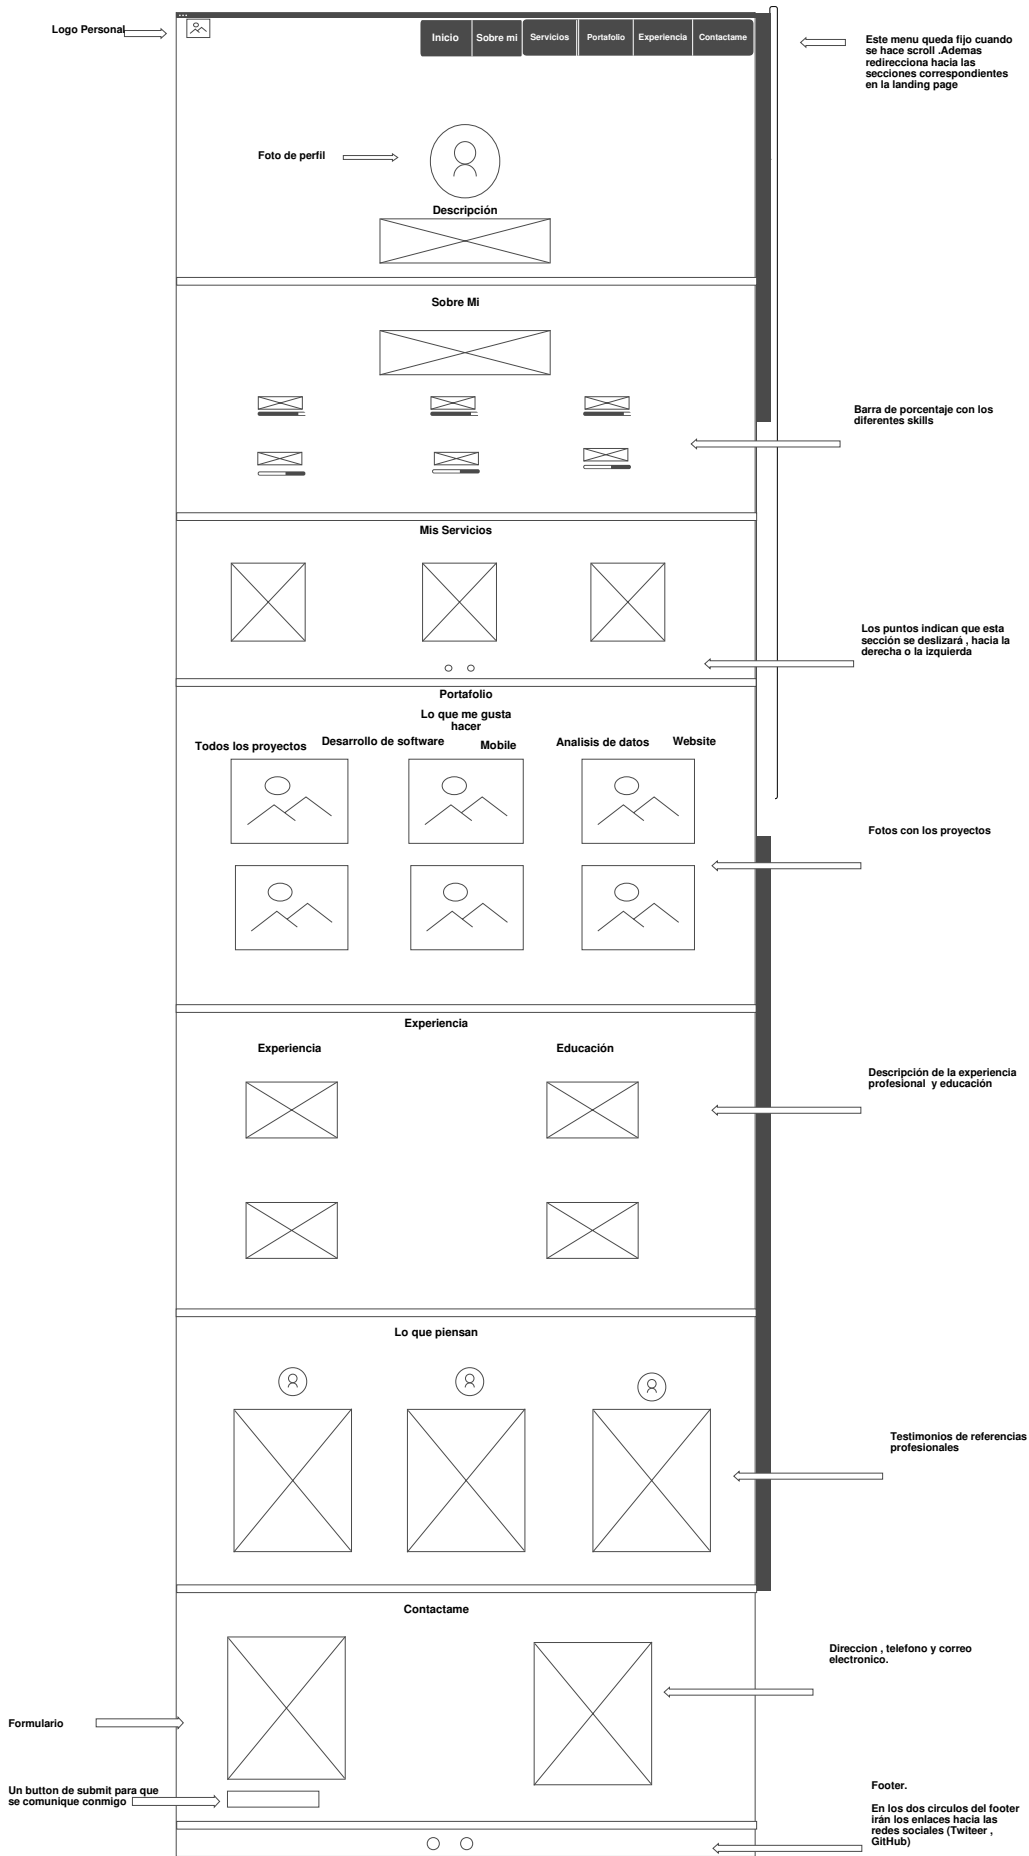 Logo Personal
Inicio
Sobre mi
Servicios
Portafolio
Experiencia
Contactame
Este menu queda fijo cuando
se hace scroll .Ademas
redirecciona hacia las
secciones correspondientes
en la landing page
Foto de perfil
Descripción
Sobre Mi
Barra de porcentaje con los
diferentes skills
Mis Servicios
Los puntos indican que esta
sección se deslizará , hacia la
derecha o la izquierda
Portafolio
Lo que me gusta
hacer
Todos los proyectos
Desarrollo de software
Mobile
Analisis de datos
Website
Fotos con los proyectos
Experiencia
Experiencia
Educación
Descripción de la experiencia
profesional y educación
Lo que piensan
Testimonios de referencias
profesionales
Contactame
Direccion , telefono y correo
electronico.
Formulario
Un button de submit para que
se comunique conmigo
Footer.
En los dos circulos del footer
irán los enlaces hacia las
redes sociales (Twiteer ,
GitHub)